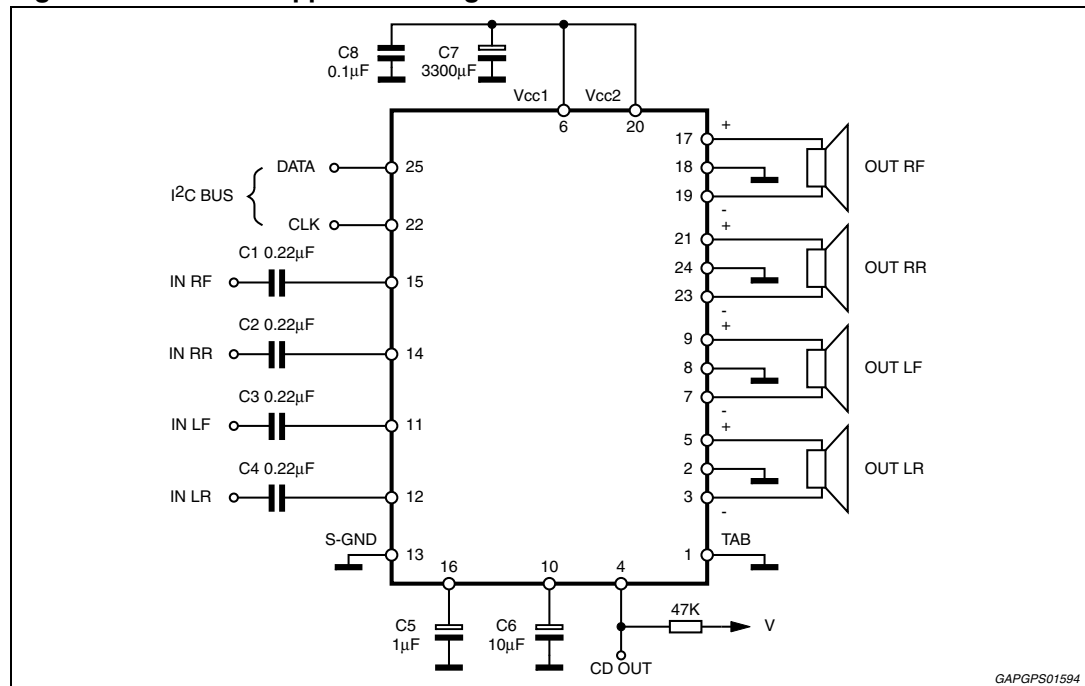 C8
0.1µF
C7
3300µF
Vcc1
Vcc2
6
20
I²C BUS
DATA
25
CLK
22
C1 0.22µF
IN RF
15
C2 0.22µF
IN RR
14
C3 0.22µF
IN LF
11
C4 0.22µF
IN LR
12
S-GND
13
17
+
18
OUT RF
19
-
+
21
24
OUT RR
23
-
+
9
8
OUT LF
7
-
+
5
2
OUT LR
3
-
1
TAB
16
10
4
C5
1µF
C6
10µF
47K
V
CD OUT
GAPGPS01594